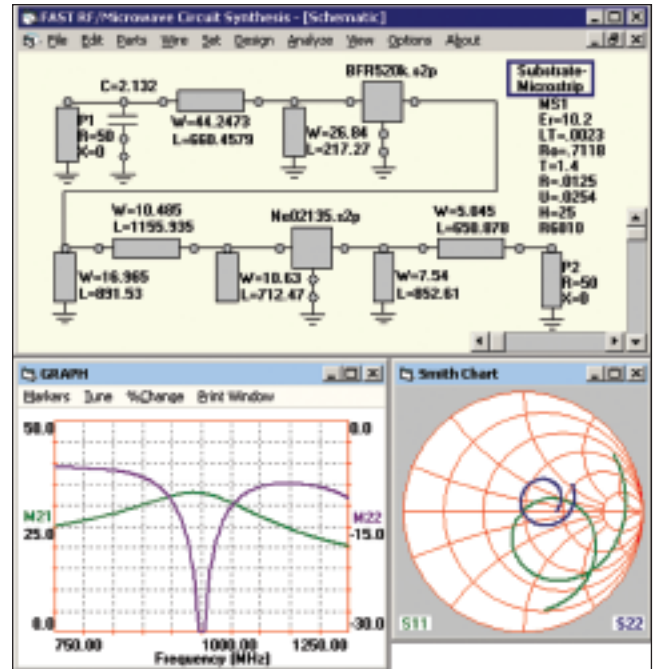 FAST RF/Microwave Circuit Synthesis - [Schematic]
File Edit Parts Wire Set Design Analyze View Options About
BFR520k.s2p
Substrate-
Microstrip
C=2.132
P1
R=50
X=0
W=44.2473
L=660.4579
W=26.84
L=217.27
MS1
Er=10.2
LT=.0023
Ro=.7118
T=1.4
R=.0125
U=.0254
H=25
R6010
W=10.485
L=1155.935
Ne02135.s2p
W=5.045
L=650.878
W=16.965
L=891.53
W=10.63
L=712.47
W=7.54
L=852.61
P2
R=50
X=0
GRAPH
Markers Tune %Change Print Window
50.0
0.0
M21
25.0
M22
-15.0
0.0
-30.0
750.00
1000.00
1250.00
Frequency (MHz)
Smith Chart
S11
S22